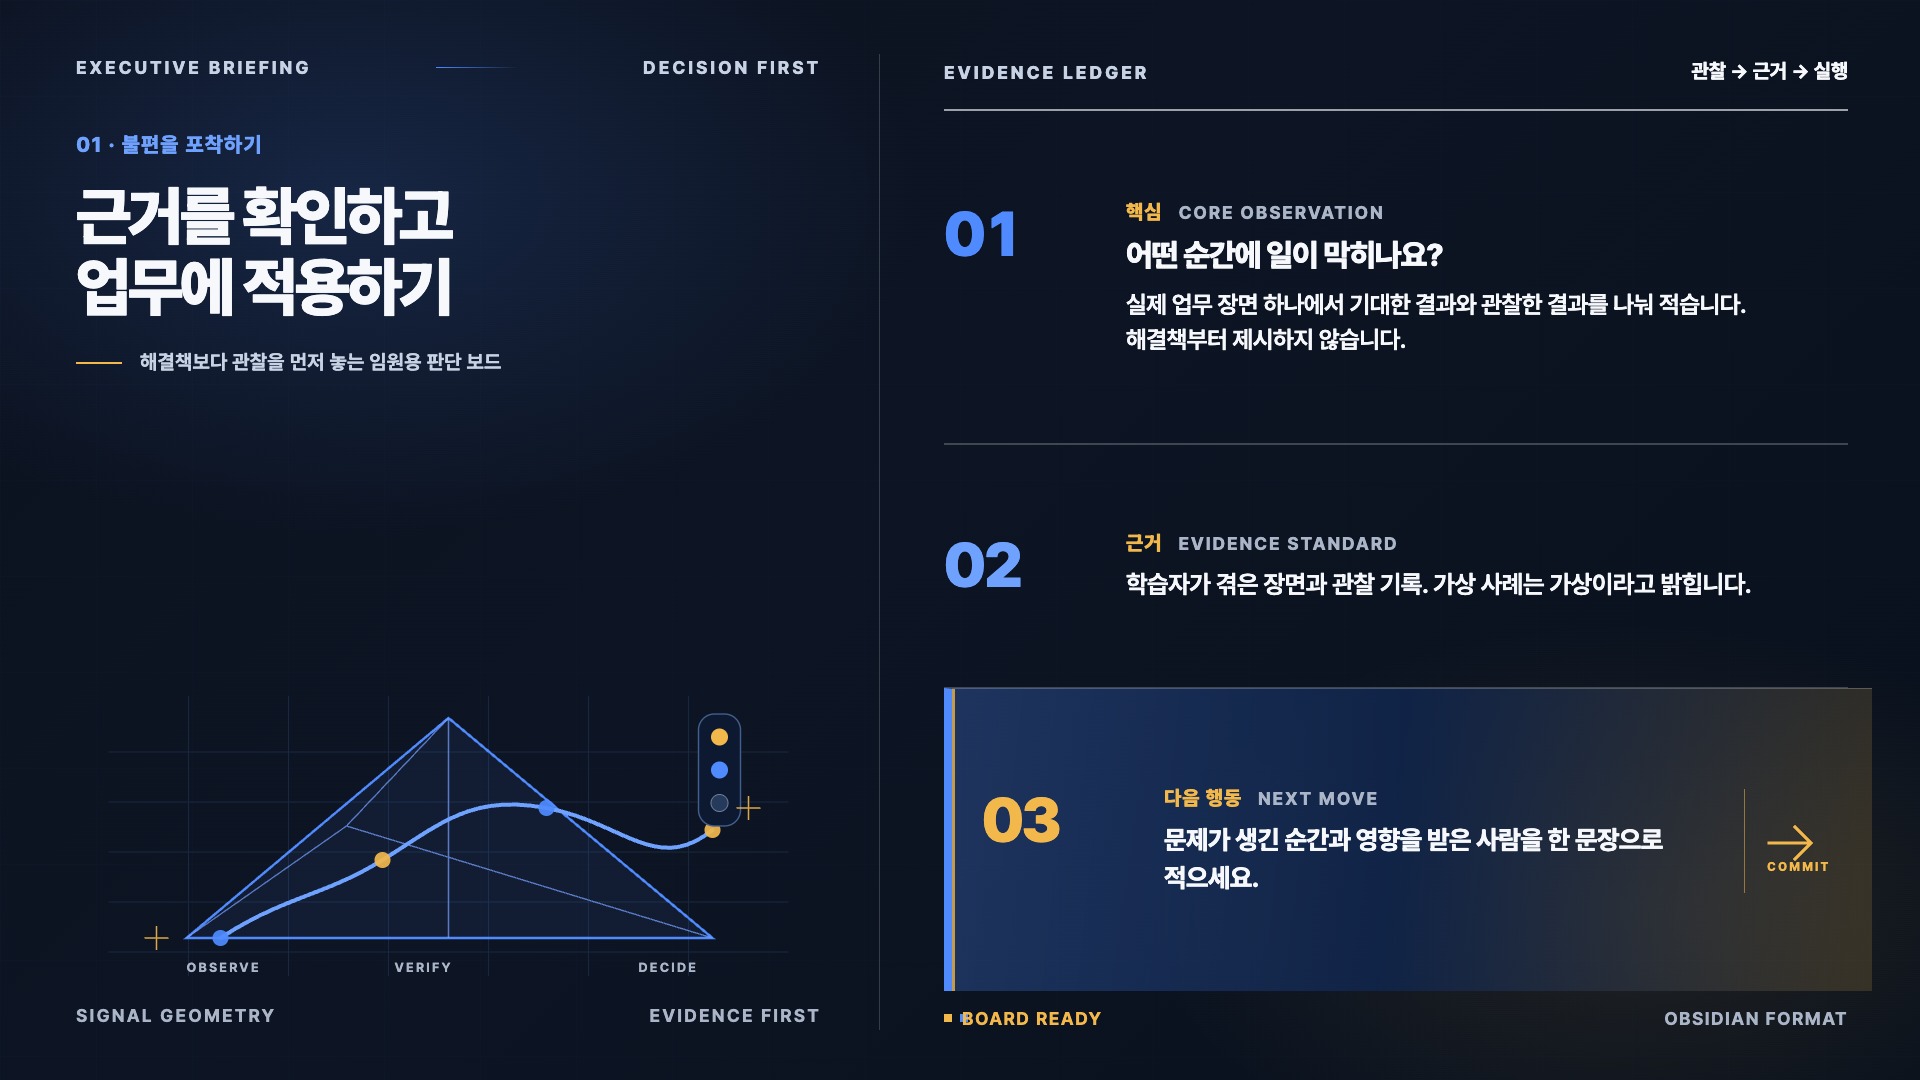 EXECUTIVE BRIEFING
DECISION FIRST
01 · 불편을 포착하기
근거를 확인하고
업무에 적용하기
해결책보다 관찰을 먼저 놓는 임원용 판단 보드
OBSERVE
VERIFY
DECIDE
SIGNAL GEOMETRY
EVIDENCE FIRST
EVIDENCE LEDGER
관찰 → 근거 → 실행
01
핵심 CORE OBSERVATION
어떤 순간에 일이 막히나요?
실제 업무 장면 하나에서 기대한 결과와 관찰한 결과를 나눠 적습니다.
해결책부터 제시하지 않습니다.
02
근거 EVIDENCE STANDARD
학습자가 겪은 장면과 관찰 기록. 가상 사례는 가상이라고 밝힙니다.
03
다음 행동 NEXT MOVE
문제가 생긴 순간과 영향을 받은 사람을 한 문장으로
적으세요.
COMMIT
BOARD READY
OBSIDIAN FORMAT